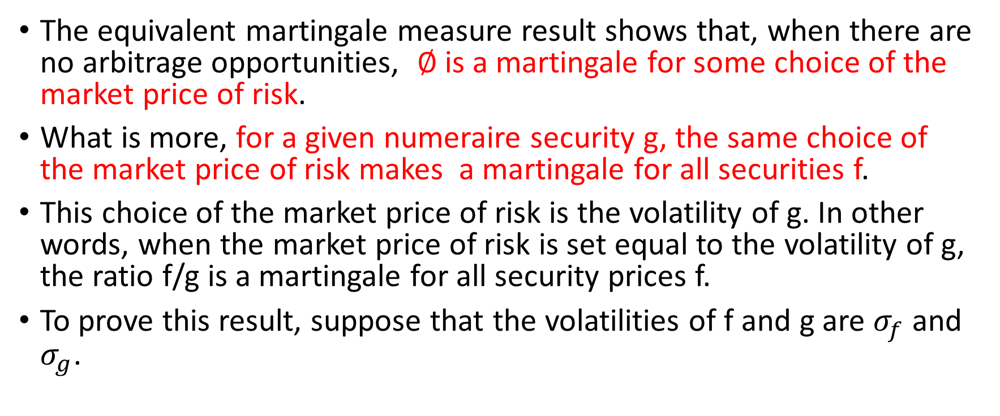 • The equivalent martingale measure result shows that, when there are
no arbitrage opportunities, Ø is a martingale for some choice of the
market price of risk.
• What is more, for a given numeraire security g, the same choice of
the market price of risk makes a martingale for all securities f.
• This choice of the market price of risk is the volatility of g. In other
words, when the market price of risk is set equal to the volatility of g,
the ratio f/g is a martingale for all security prices f.
• To prove this result, suppose that the volatilities of f and g are σ_f and
σ_g.